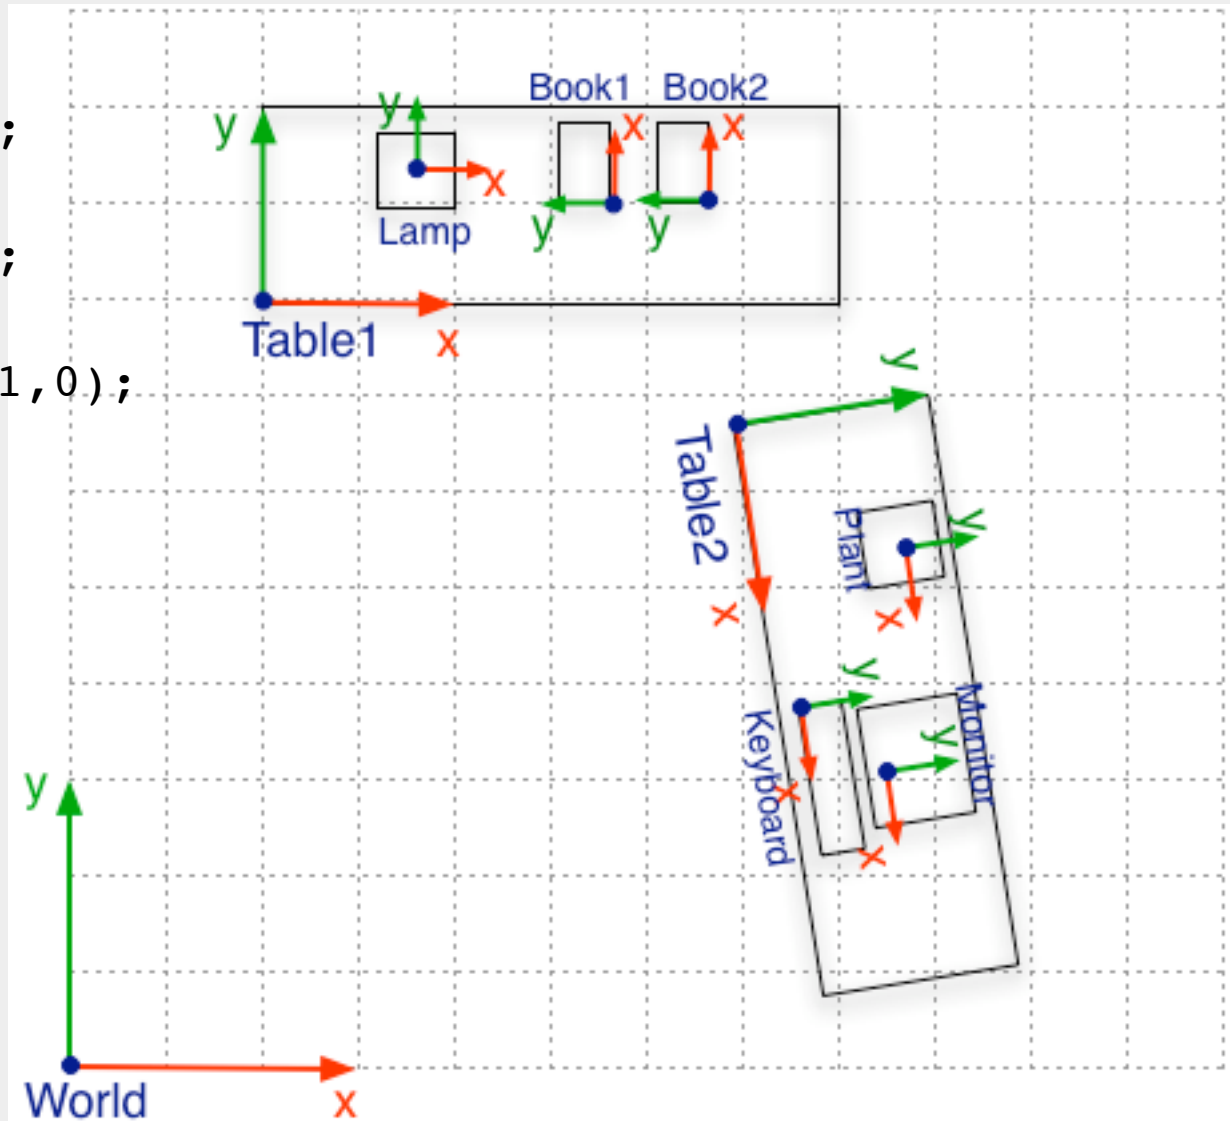 Book1 Book2
;
y
y
x
x
x
Lamp
y
y
;
Table1
x
y
1,0);
Table2
Plant
y
x
x
y
Keyboard
Monitor
y
x
x
y
World
x